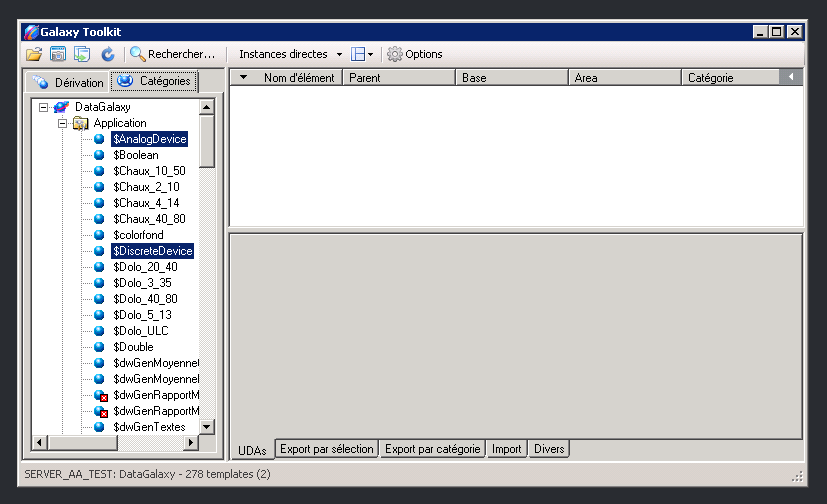 Galaxy Toolkit
Rechercher... Instances directes Options
Dérivation Catégories
Nom d'élément Parent Base Area Catégorie
DataGalaxy
Application
$AnalogDevice
$Boolean
$Chaux_10_50
$Chaux_2_10
$Chaux_4_14
$Chaux_40_80
$colorfond
$DiscreteDevice
$Dolo_20_40
$Dolo_3_35
$Dolo_40_80
$Dolo_5_13
$Dolo_ULC
$Double
$dwGenMoyenne
$dwGenMoyenne
$dwGenRapportM
$dwGenRapportM
$dwGenTextes
UDAs Export par sélection Export par catégorie Import Divers
SERVER_AA_TEST: DataGalaxy - 278 templates (2)